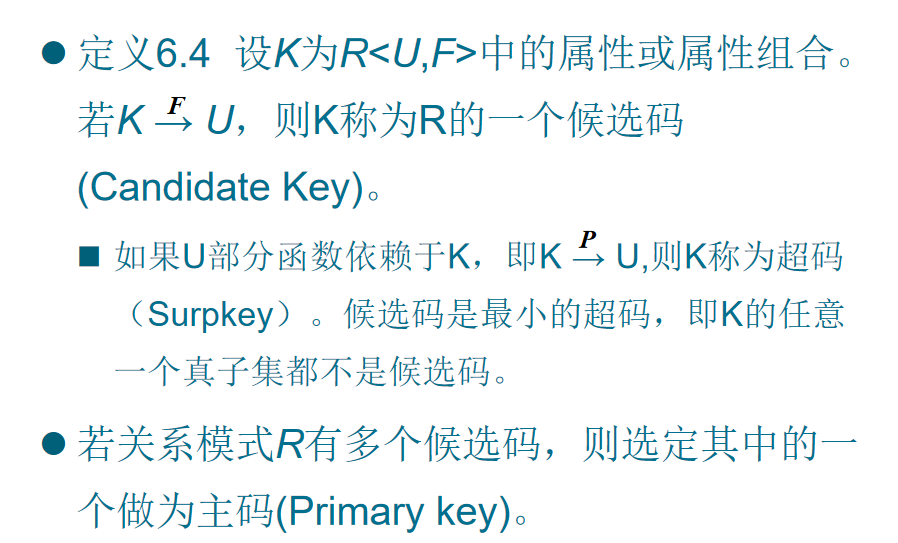 ● 定义6.4 设K为R<U,F>中的属性或属性组合。
若K F→ U，则K称为R的一个候选码
(Candidate Key)。
■ 如果U部分函数依赖于K，即K P→ U,则K称为超码
（Surpkey）。候选码是最小的超码，即K的任意
一个真子集都不是候选码。
● 若关系模式R有多个候选码，则选定其中的一
个做为主码(Primary key)。